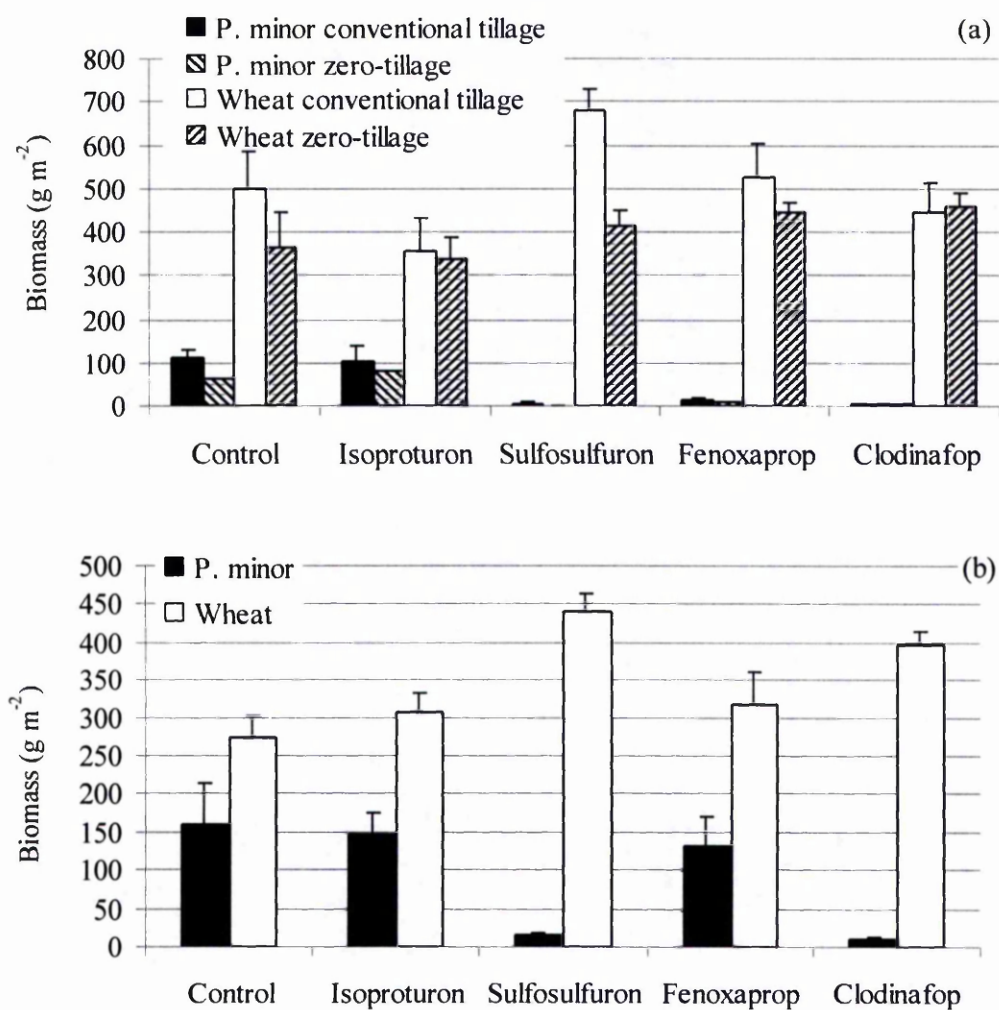 (a)
P. minor conventional tillage
P. minor zero-tillage
Wheat conventional tillage
Wheat zero-tillage
Biomass (g m⁻²)
800
700
600
500
400
300
200
100
0
Control Isoproturon Sulfosulfuron Fenoxaprop Clodinafop
(b)
P. minor
Wheat
Biomass (g m⁻²)
500
450
400
350
300
250
200
150
100
50
0
Control Isoproturon Sulfosulfuron Fenoxaprop Clodinafop